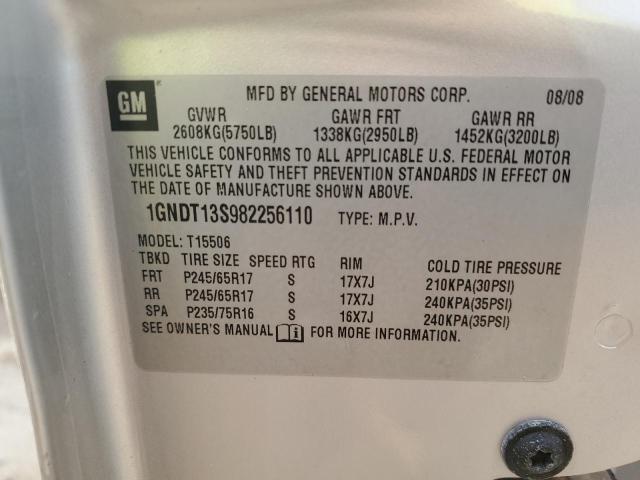 GM
MFD BY GENERAL MOTORS CORP. 08/08
GVWR GAWR FRT GAWR RR
2608KG(5750LB) 1338KG(2950LB) 1452KG(3200LB)
THIS VEHICLE CONFORMS TO ALL APPLICABLE U.S. FEDERAL MOTOR
VEHICLE SAFETY AND THEFT PREVENTION STANDARDS IN EFFECT ON
THE DATE OF MANUFACTURE SHOWN ABOVE.
1GNDT13S982256110 TYPE: M.P.V.
MODEL: T15506
TBKD TIRE SIZE SPEED RTG RIM COLD TIRE PRESSURE
FRT P245/65R17 S 17X7J 210KPA(30PSI)
RR P245/65R17 S 17X7J 240KPA(35PSI)
SPA P235/75R16 S 16X7J 240KPA(35PSI)
SEE OWNER'S MANUAL FOR MORE INFORMATION.